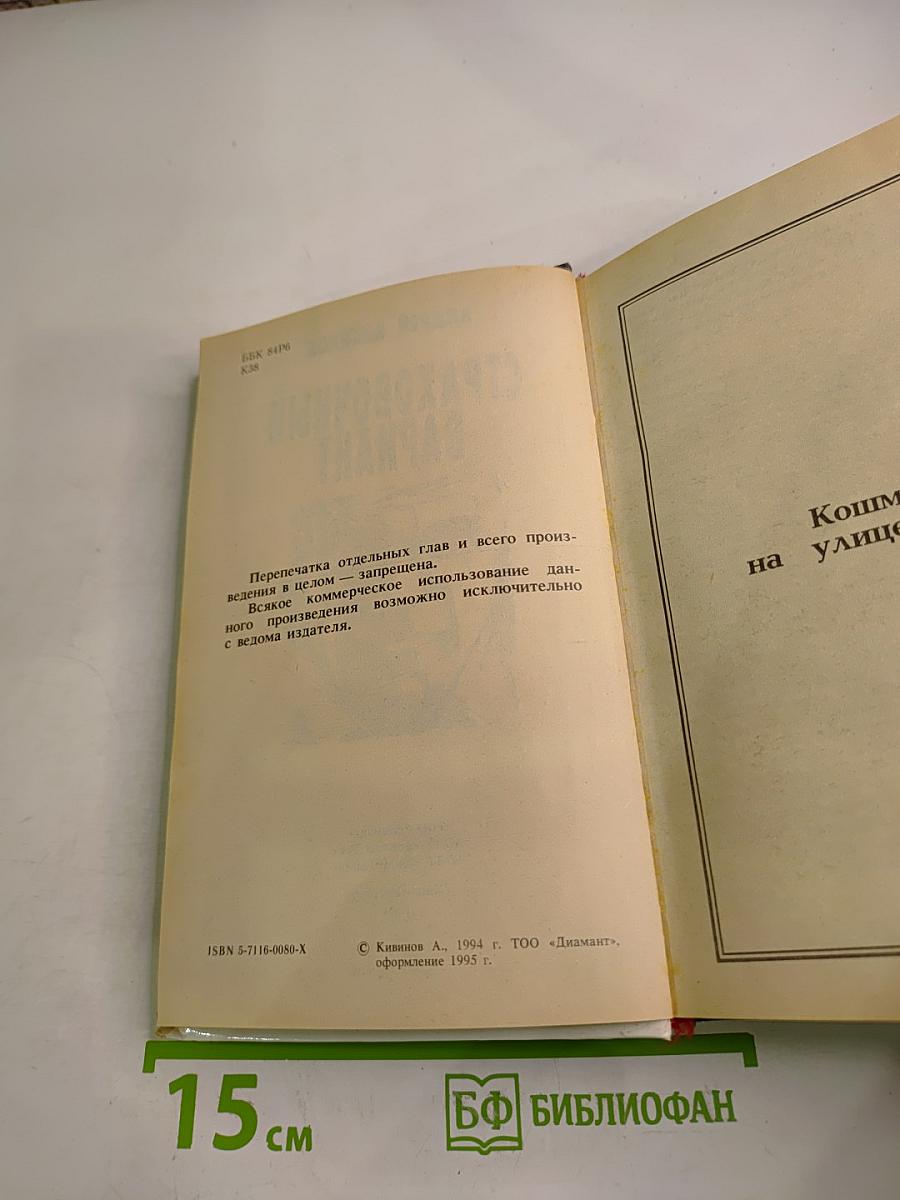 ББК 84Р6
К38
Перепечатка отдельных глав и всего произ-
ведения в целом — запрещена.
Всякое коммерческое использование дан-
ного произведения возможно исключительно
с ведома издателя.
ISBN 5-7116-0080-X
© Кивинов А., 1994 г. ТОО «Диамант»,
оформление 1995 г.
Кошм
на улице
15 см
БФ БИБЛИОФАН